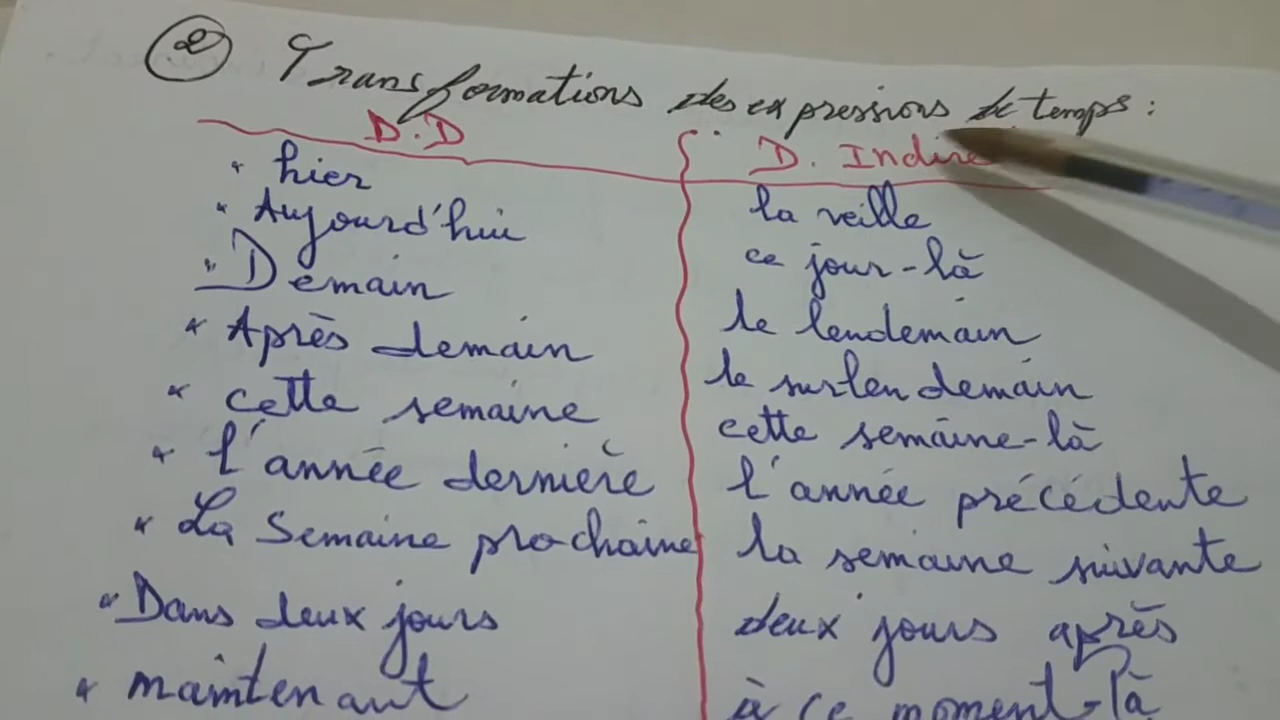 2 Transformations des expressions de temps :
D.D D. Indire
* hier la veille
* Aujourd'hui ce jour-là
* Demain le lendemain
* Après demain le surlendemain
* cette semaine cette semaine-là
* l'année dernière l'année précédente
* La Semaine prochaine la semaine suivante
* Dans deux jours deux jours après
* maintenant à ce moment-là